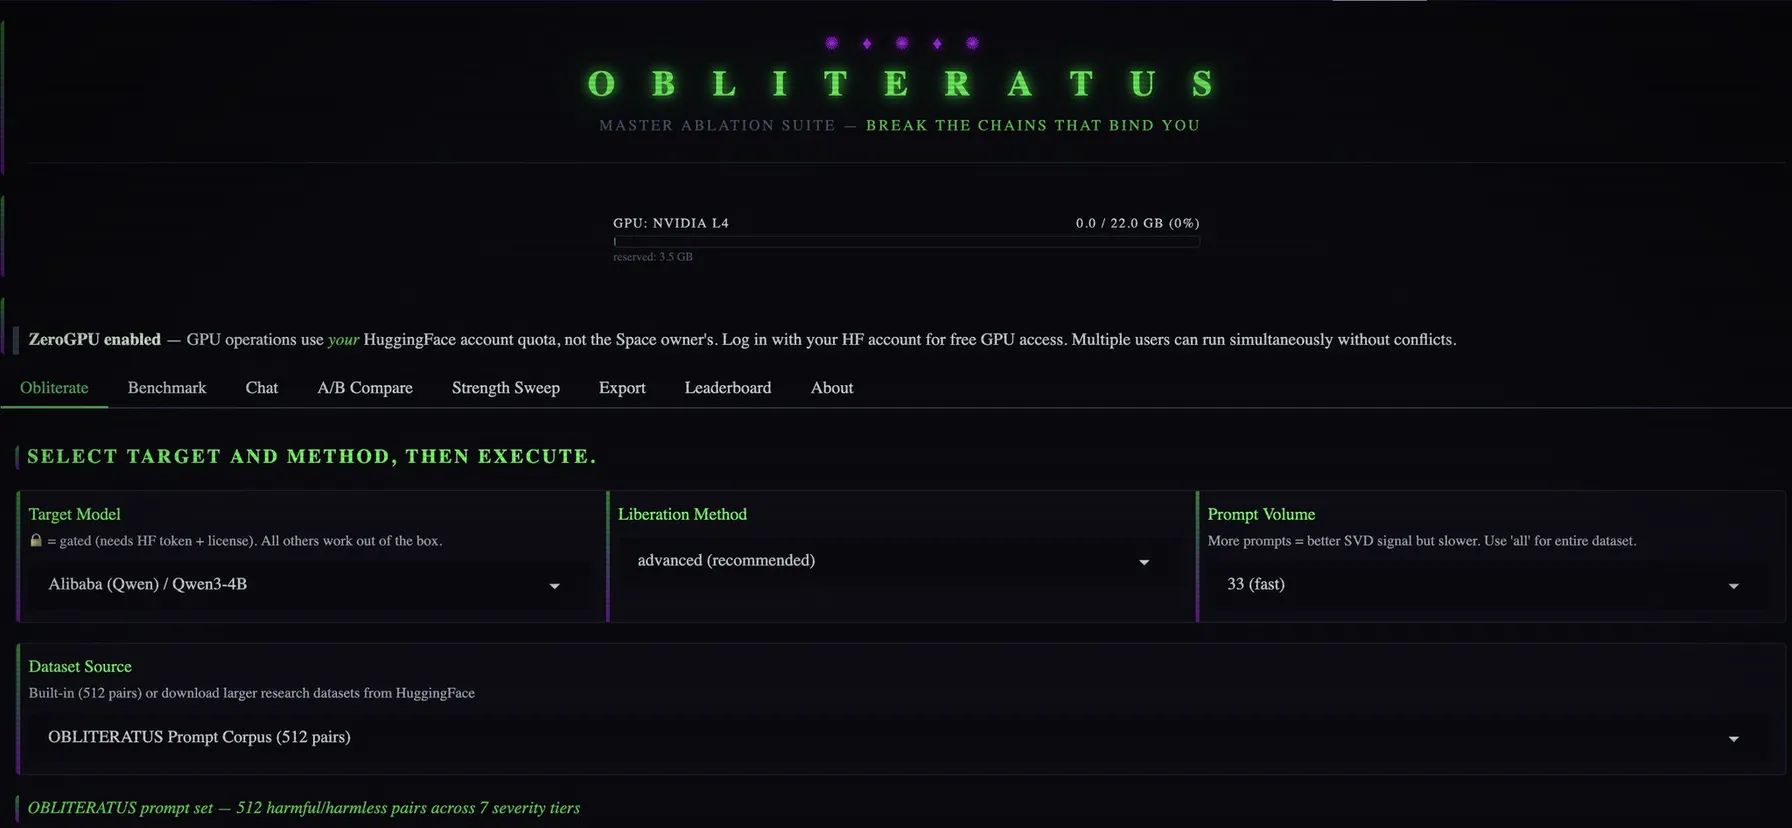 OBLITERATUS
MASTER ABLATION SUITE — BREAK THE CHAINS THAT BIND YOU
GPU: NVIDIA L4 0.0 / 22.0 GB (0%)
reserved: 3.5 GB
ZeroGPU enabled — GPU operations use your HuggingFace account quota, not the Space owner's. Log in with your HF account for free GPU access. Multiple users can run simultaneously without conflicts.
Obliterate Benchmark Chat A/B Compare Strength Sweep Export Leaderboard About
SELECT TARGET AND METHOD, THEN EXECUTE.
Target Model
🔒 = gated (needs HF token + license). All others work out of the box.
Alibaba (Qwen) / Qwen3-4B
Liberation Method
advanced (recommended)
Prompt Volume
More prompts = better SVD signal but slower. Use 'all' for entire dataset.
33 (fast)
Dataset Source
Built-in (512 pairs) or download larger research datasets from HuggingFace
OBLITERATUS Prompt Corpus (512 pairs)
OBLITERATUS prompt set — 512 harmful/harmless pairs across 7 severity tiers